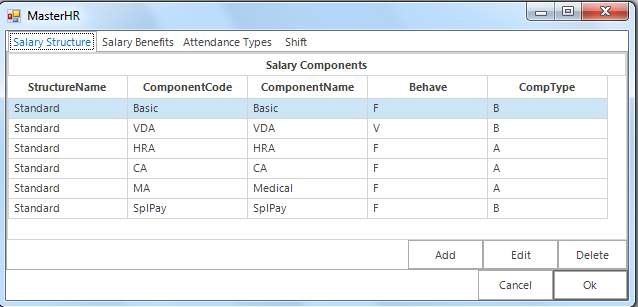 MasterHR
Salary Structure Salary Benefits Attendance Types Shift
Salary Components
StructureName ComponentCode ComponentName Behave CompType
Standard Basic Basic F B
Standard VDA VDA V B
Standard HRA HRA F A
Standard CA CA F A
Standard MA Medical F A
Standard SplPay SplPay F B
Add Edit Delete
Cancel Ok